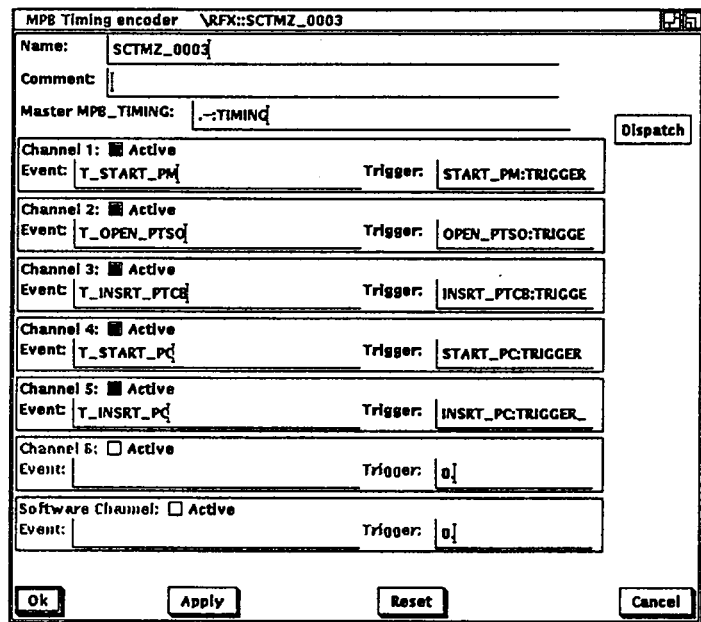 MPB Timing encoder \RFX::SCTMZ_0003
Name: SCTMZ_0003
Comment:
Master MPB_TIMING: .-:TIMING
Dispatch
Channel 1: Active
Event: T_START_PM Trigger: START_PM:TRIGGER
Channel 2: Active
Event: T_OPEN_PTSO Trigger: OPEN_PTSO:TRIGGE
Channel 3: Active
Event: T_INSRT_PTCB Trigger: INSRT_PTCB:TRIGGE
Channel 4: Active
Event: T_START_PC Trigger: START_PC:TRIGGER
Channel 5: Active
Event: T_INSRT_PC Trigger: INSRT_PC:TRIGGER_
Channel 6: Active
Event: Trigger: 0.
Software Channel: Active
Event: Trigger: 0.
Ok Apply Reset Cancel